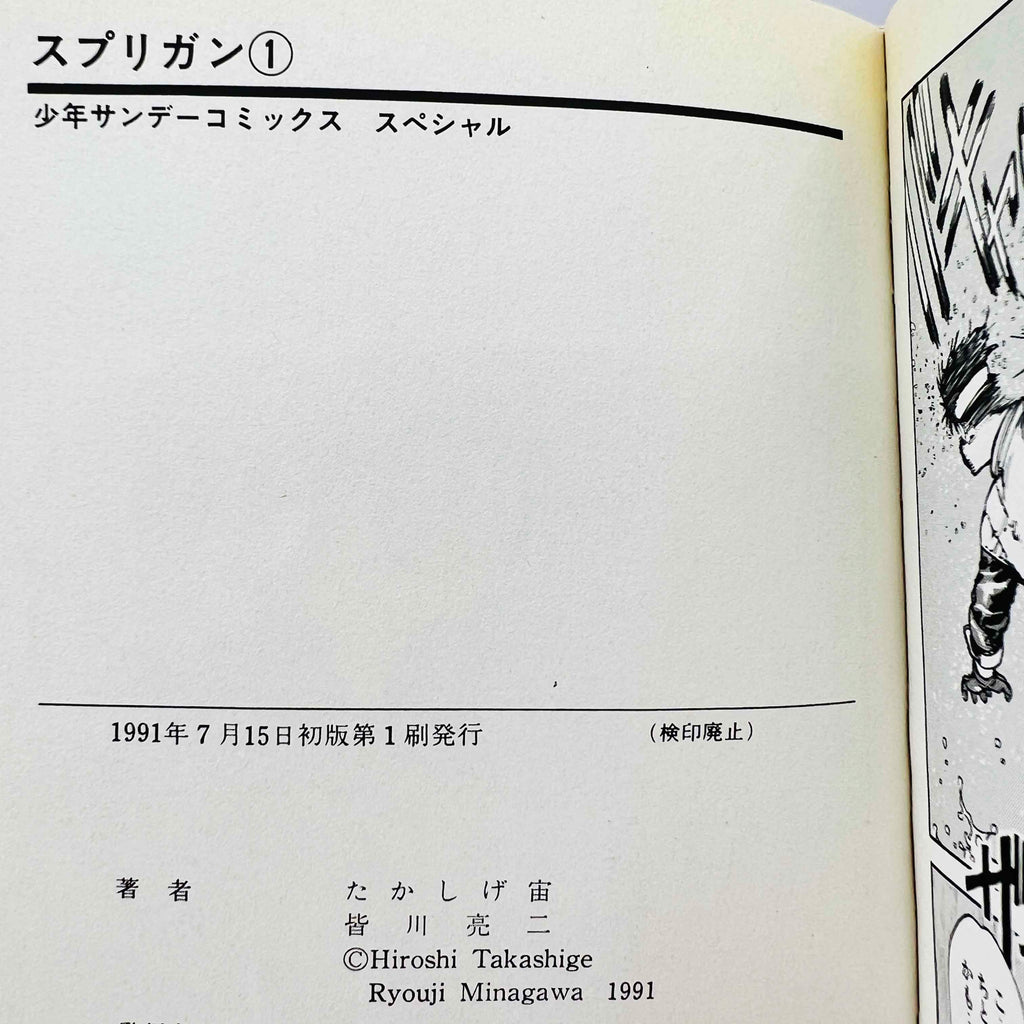 スプリガン①
少年サンデーコミックス　スペシャル
1991年7月15日初版第1刷発行
(検印廃止)
著者
たかしげ宙
皆川亮二
©Hiroshi Takashige
Ryouji Minagawa 1991